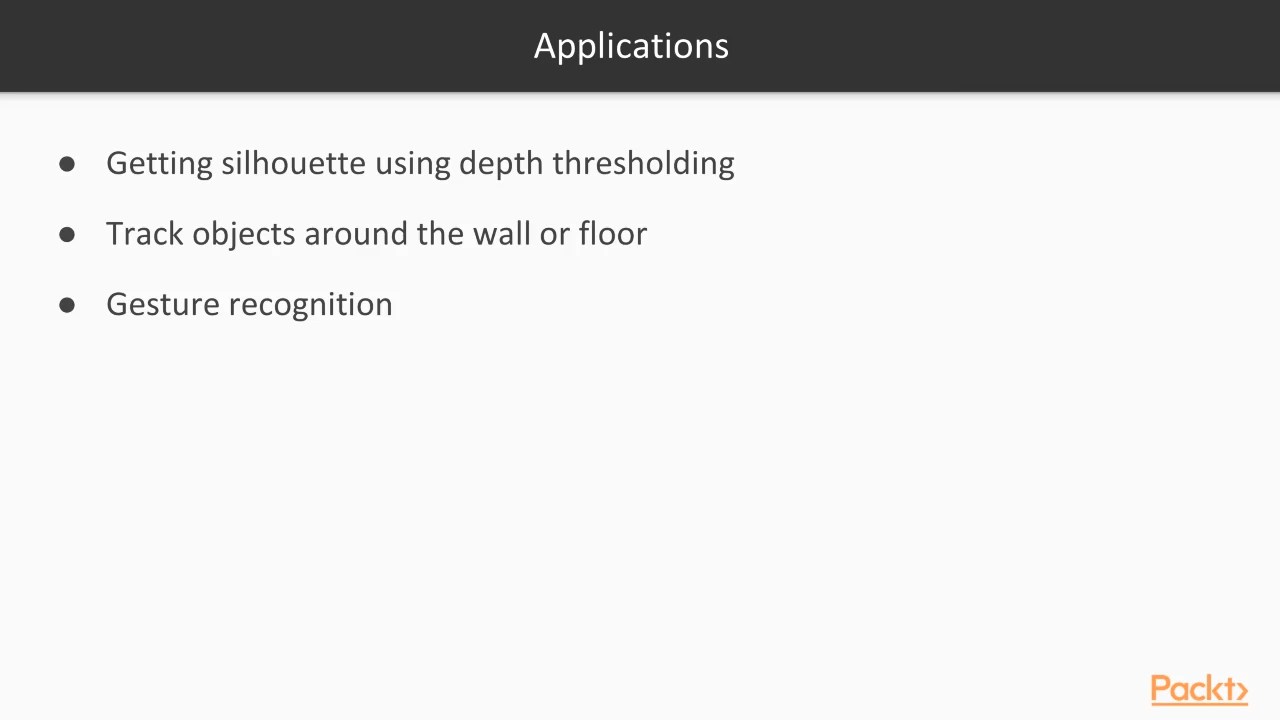 Applications
● Getting silhouette using depth thresholding
● Track objects around the wall or floor
● Gesture recognition
Packt>